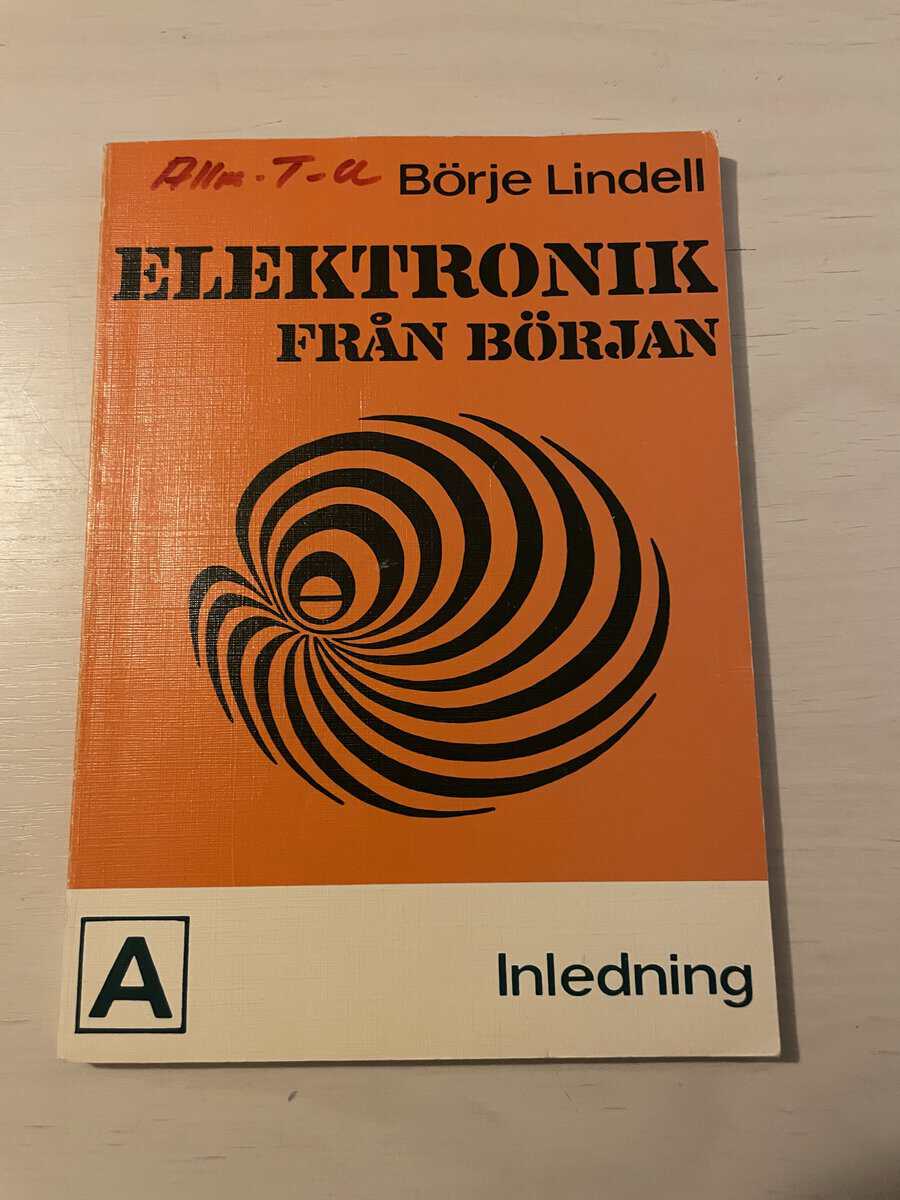 Allm-T-U Börje Lindell
ELEKTRONIK
FRÅN BÖRJAN
A Inledning